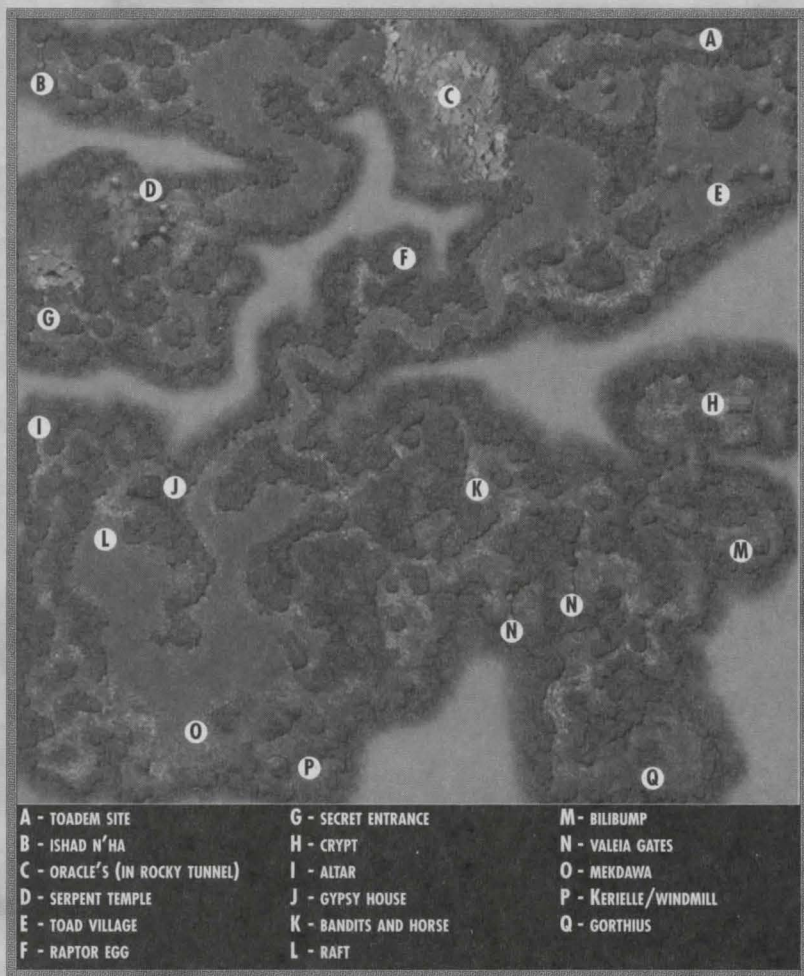 A
B
C
D
E
F
G
H
I
J
K
L
M
N
N
O
P
Q
A - TOADEM SITE
B - ISHAD N'HA
C - ORACLE'S (IN ROCKY TUNNEL)
D - SERPENT TEMPLE
E - TOAD VILLAGE
F - RAPTOR EGG
G - SECRET ENTRANCE
H - CRYPT
I - ALTAR
J - GYPSY HOUSE
K - BANDITS AND HORSE
L - RAFT
M - BILIBUMP
N - VALEIA GATES
O - MEKDAWA
P - KERIELLE/WINDMILL
Q - GORTHIUS